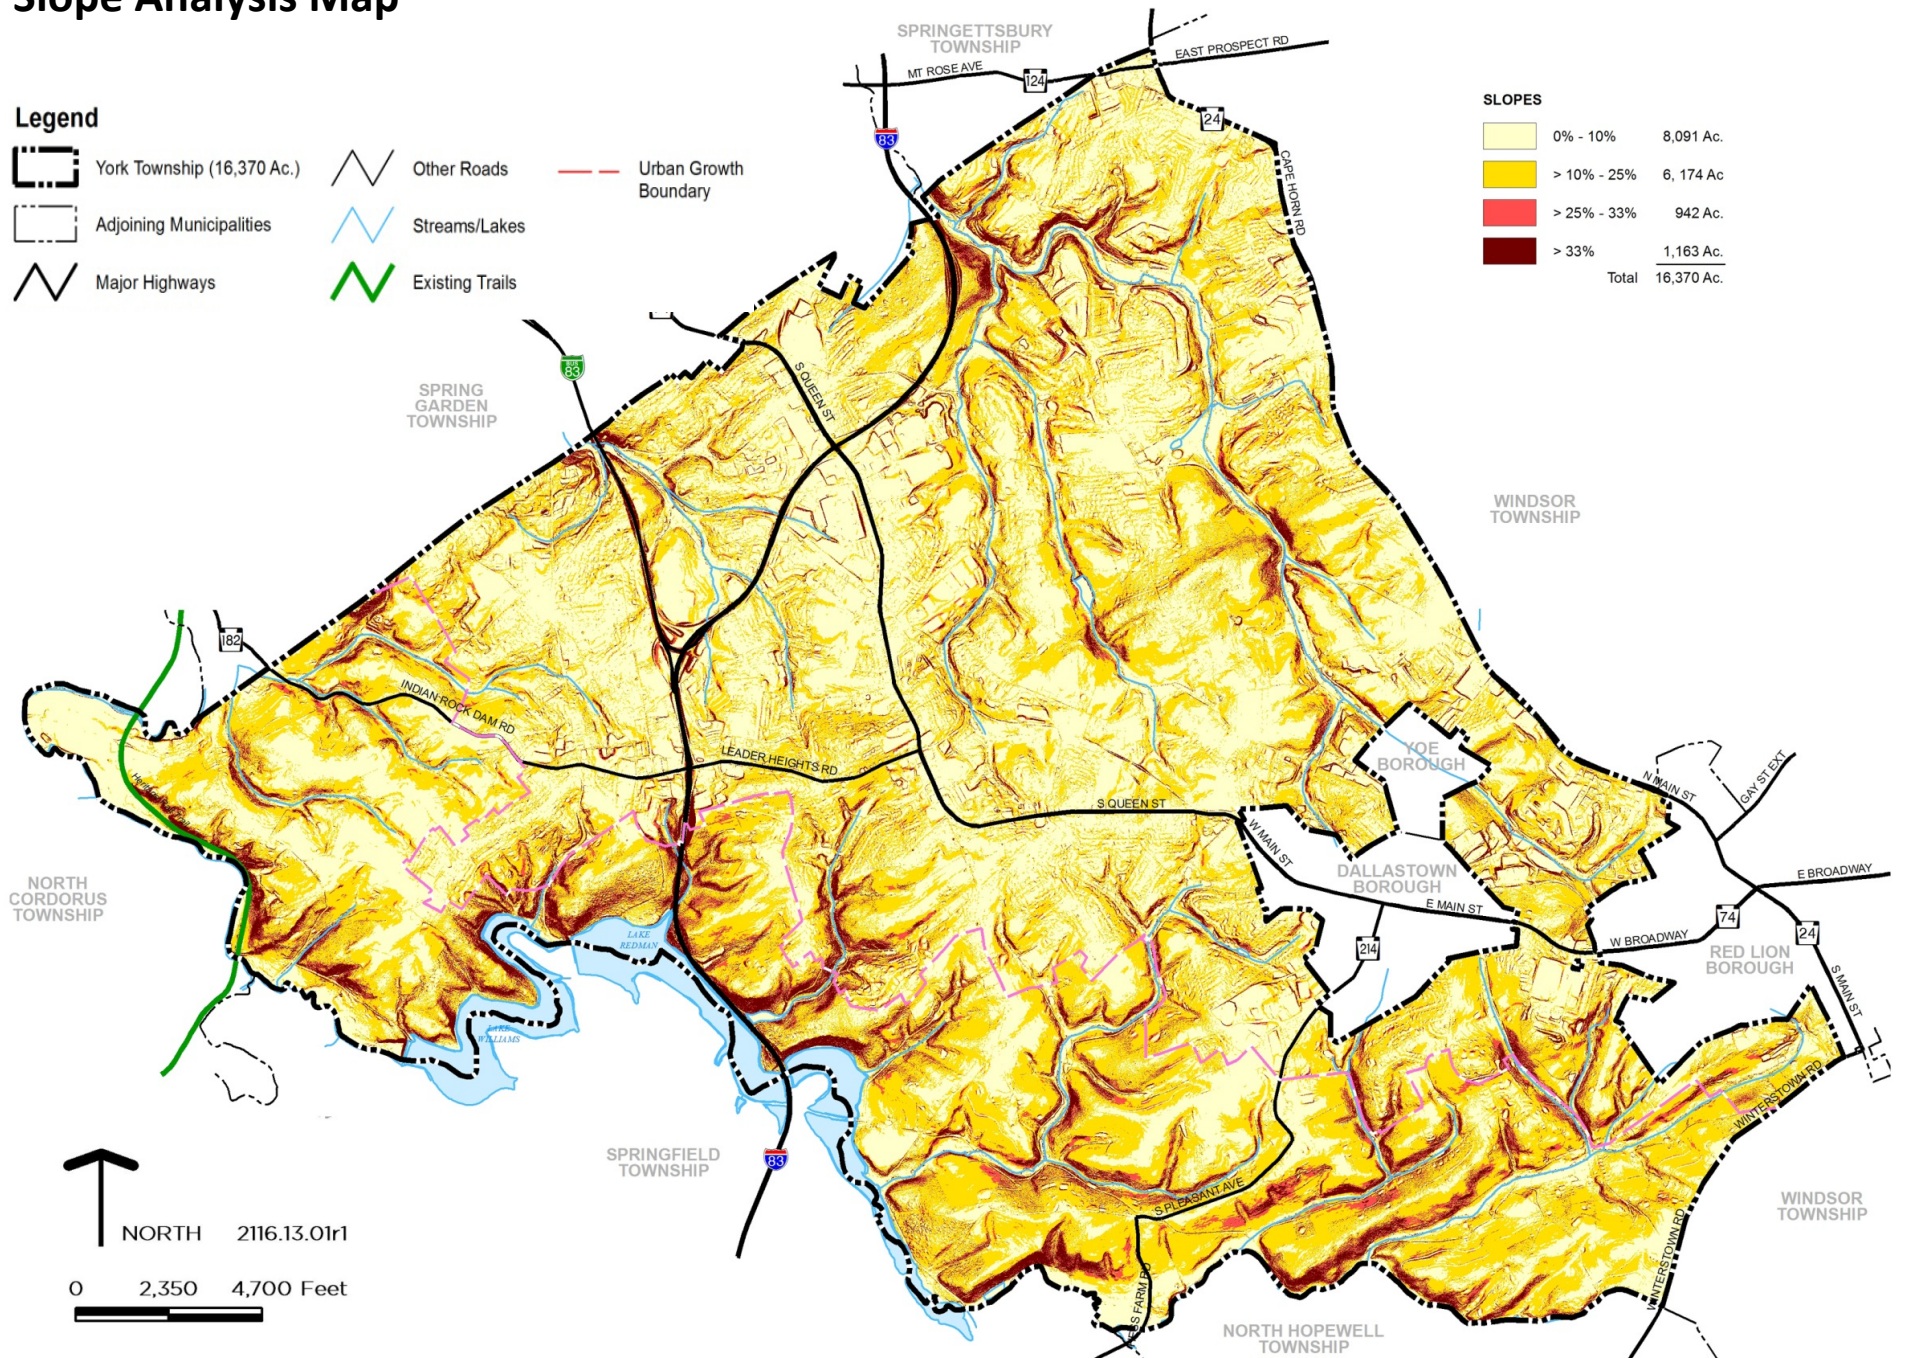 Slope Analysis Map
SPRINGETTSBURY
TOWNSHIP
EAST PROSPECT RD
MT ROSE AVE
124
24
83
CAPE HORN RD
SLOPES
0% - 10% 8,091 Ac.
> 10% - 25% 6, 174 Ac
> 25% - 33% 942 Ac.
> 33% 1,163 Ac.
Total 16,370 Ac.
Legend
York Township (16,370 Ac.)
Other Roads
Urban Growth
Boundary
Adjoining Municipalities
Streams/Lakes
Major Highways
Existing Trails
83
SPRING
GARDEN
TOWNSHIP
S QUEEN ST
WINDSOR
TOWNSHIP
182
INDIAN ROCK DAM RD
LEADER HEIGHTS RD
S QUEEN ST
YOE
BOROUGH
N MAIN ST
GAY ST EXT
W MAIN ST
DALLASTOWN
BOROUGH
E MAIN ST
E BROADWAY
74
24
W BROADWAY
214
RED LION
BOROUGH
S MAIN ST
NORTH
CORDORUS
TOWNSHIP
LAKE
REDMAN
LAKE
WILLIAMS
SPRINGFIELD
TOWNSHIP
83
S PLEASANT AVE
WINTERSTOWN RD
WINTERSTOWN RD
WINDSOR
TOWNSHIP
ESS FARM RD
NORTH HOPEWELL
TOWNSHIP
NORTH 2116.13.01r1
0 2,350 4,700 Feet